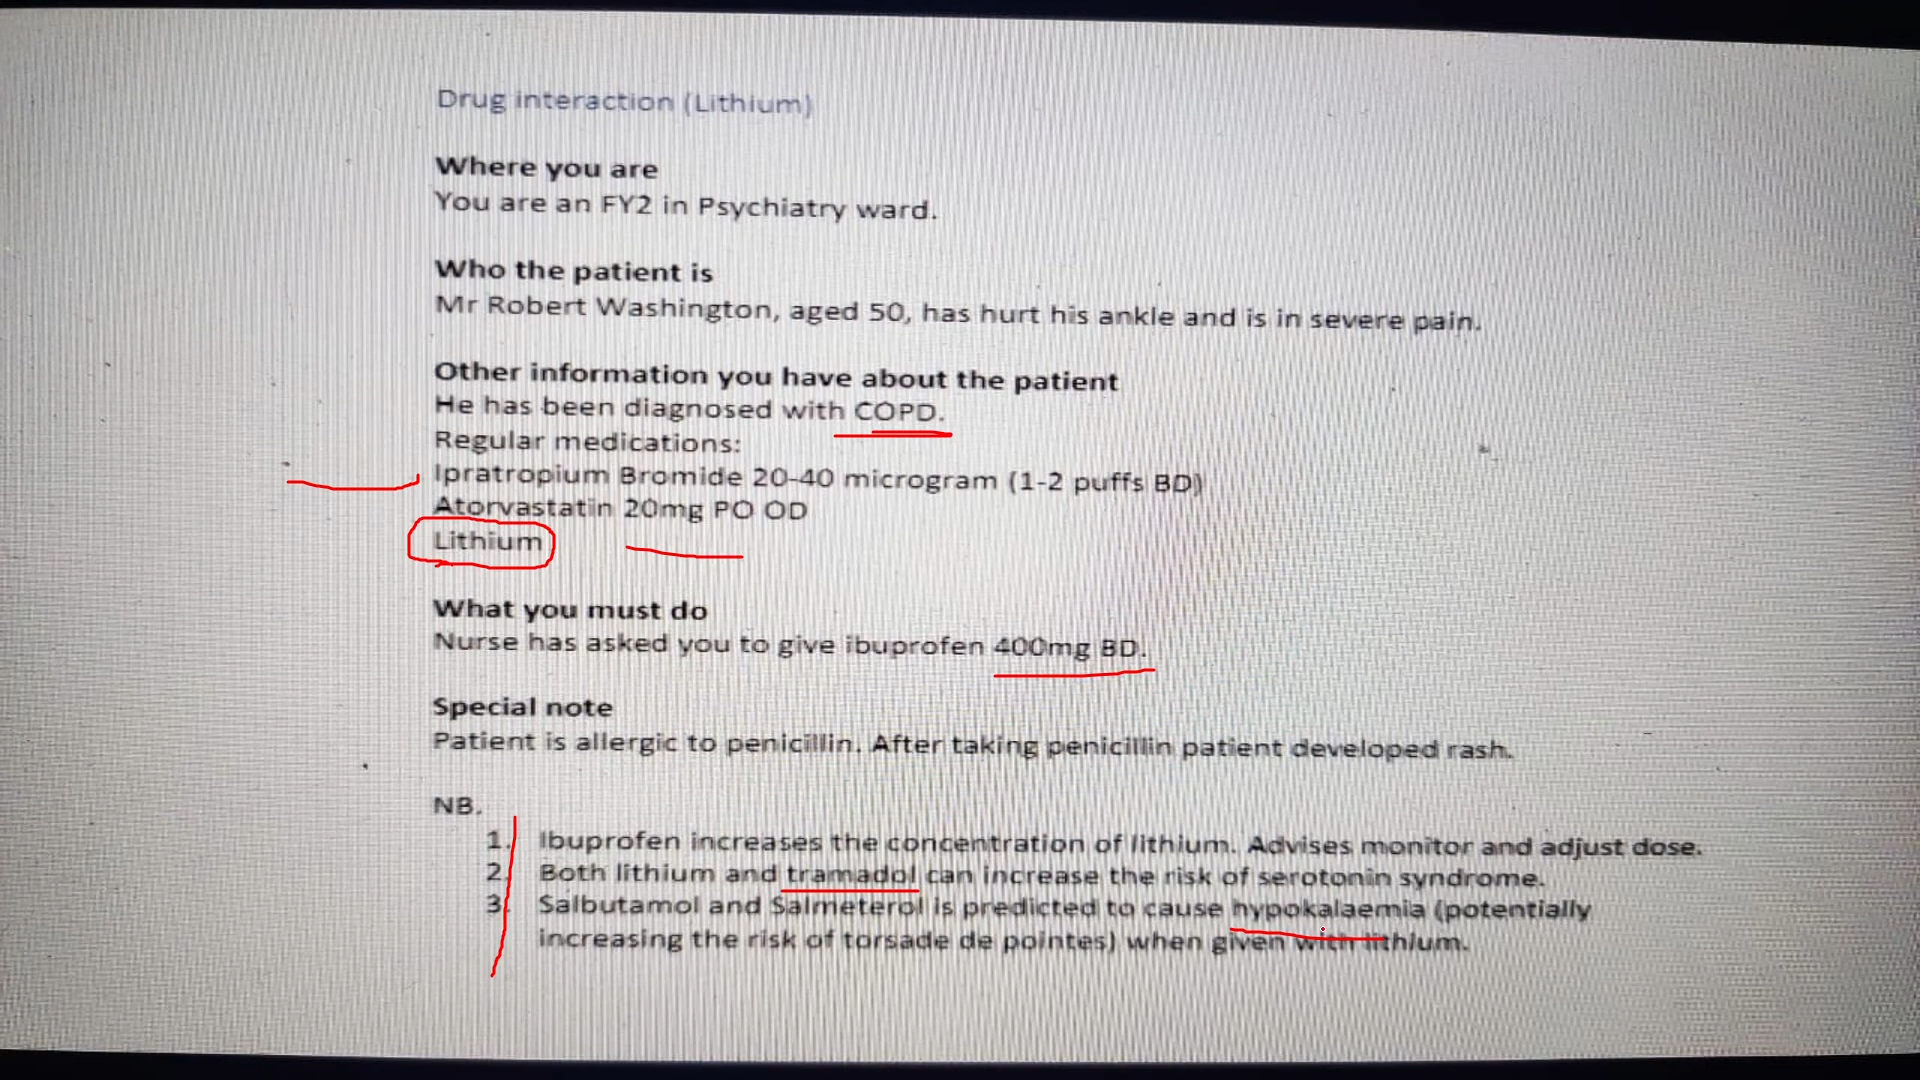 Drug interaction (Lithium)
Where you are
You are an FY2 in Psychiatry ward.
Who the patient is
Mr Robert Washington, aged 50, has hurt his ankle and is in severe pain.
Other information you have about the patient
He has been diagnosed with COPD.
Regular medications:
Ipratropium Bromide 20-40 microgram (1-2 puffs BD)
Atorvastatin 20mg PO OD
Lithium
What you must do
Nurse has asked you to give ibuprofen 400mg BD.
Special note
Patient is allergic to penicillin. After taking penicillin patient developed rash.
NB.
1. Ibuprofen increases the concentration of lithium. Advises monitor and adjust dose.
2. Both lithium and tramadol can increase the risk of serotonin syndrome.
3. Salbutamol and Salmeterol is predicted to cause hypokalaemia (potentially
increasing the risk of torsade de pointes) when given with lithium.